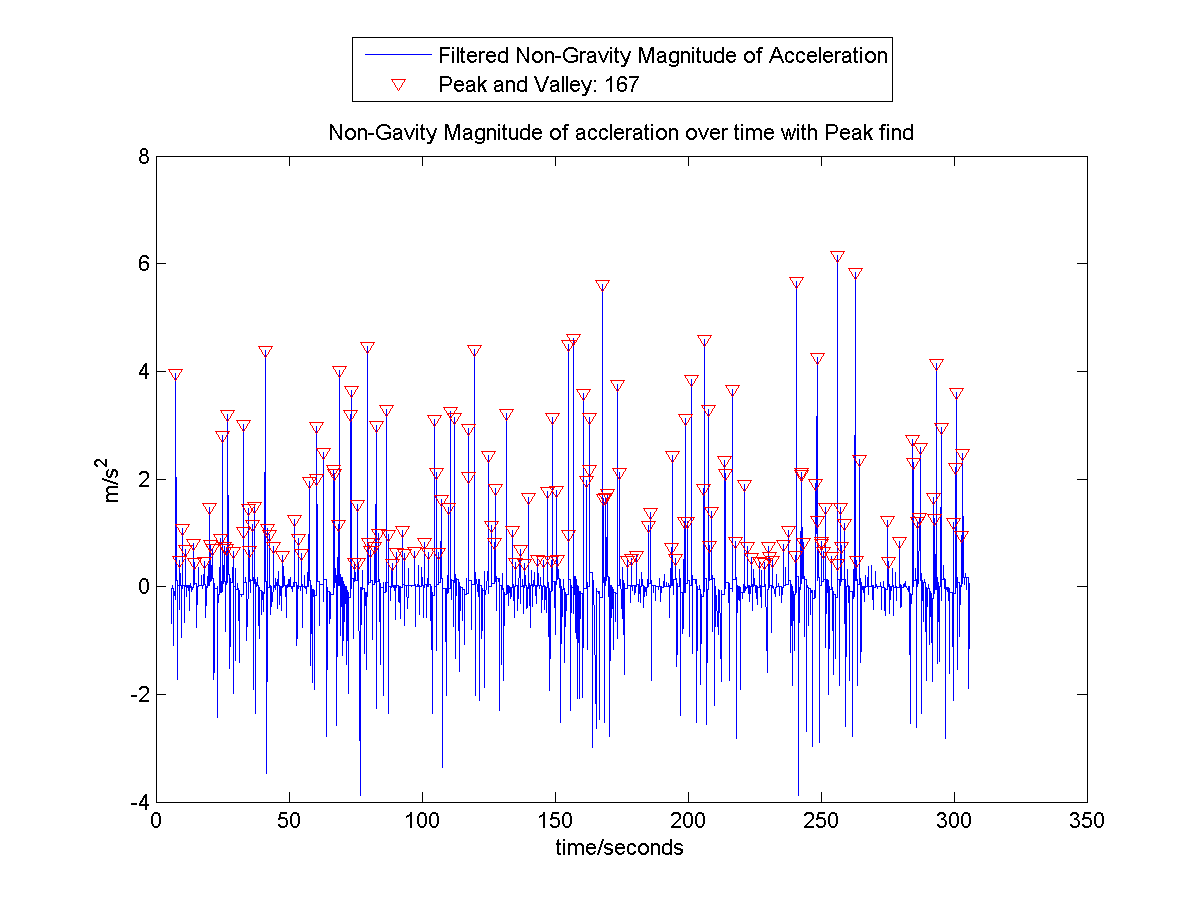 Filtered Non-Gravity Magnitude of Acceleration
Peak and Valley: 167
Non-Gavity Magnitude of accleration over time with Peak find
8
6
4
2
0
-2
-4
m/s²
0 50 100 150 200 250 300 350
time/seconds